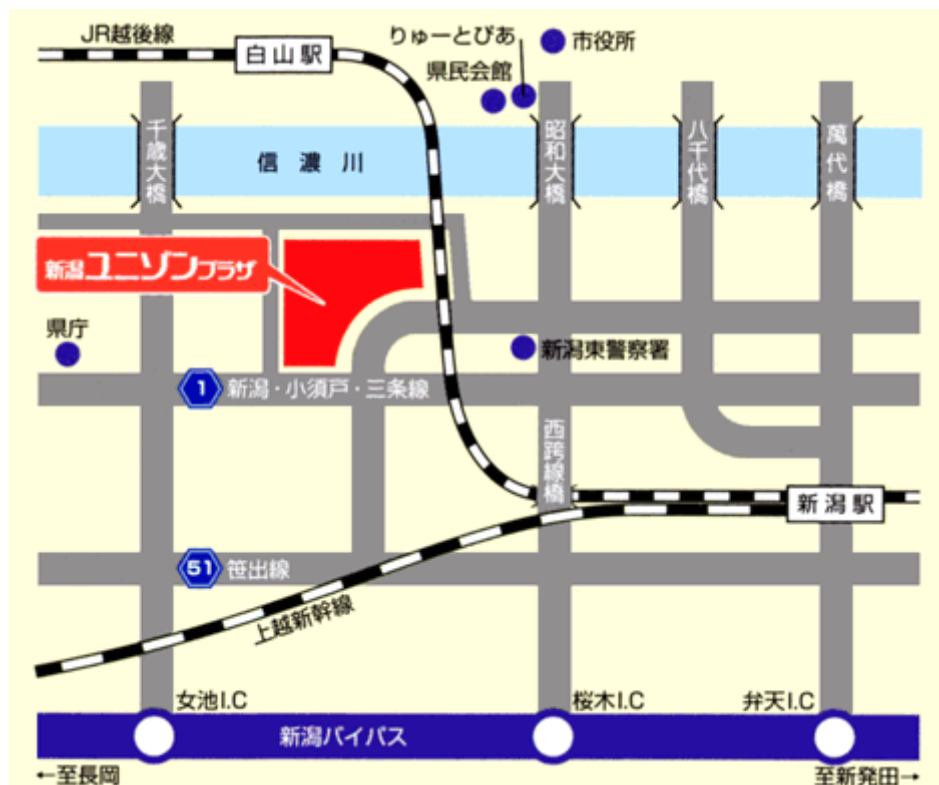 JR越後線
白山駅
りゅーとぴあ
市役所
県民会館
千歳大橋
信濃川
昭和大橋
八千代橋
萬代橋
新潟ユニゾンプラザ
県庁
新潟東警察署
1 新潟・小須戸・三条線
西跨線橋
新潟駅
51 笹出線
上越新幹線
女池I.C
桜木I.C
弁天I.C
新潟バイパス
←至長岡
至新発田→